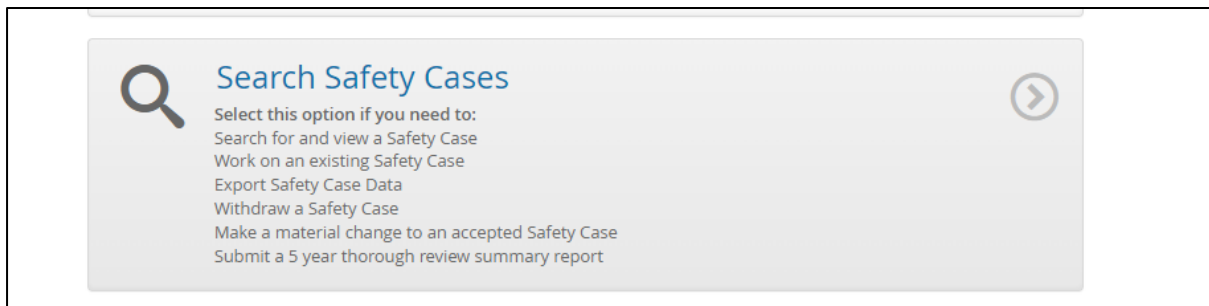 Search Safety Cases
Select this option if you need to:
Search for and view a Safety Case
Work on an existing Safety Case
Export Safety Case Data
Withdraw a Safety Case
Make a material change to an accepted Safety Case
Submit a 5 year thorough review summary report